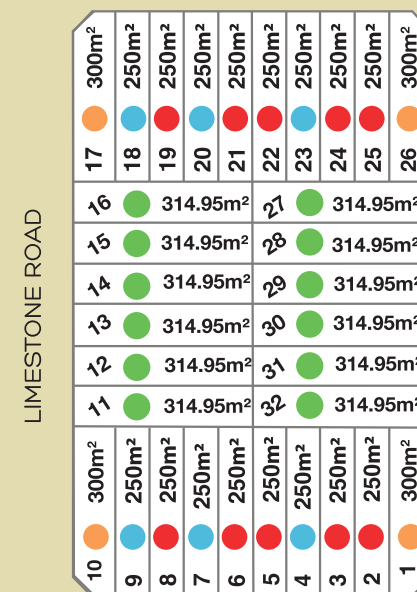 LIMESTONE ROAD
17 300m²
18 250m²
19 250m²
20 250m²
21 250m²
22 250m²
23 250m²
24 250m²
25 250m²
26 300m²
16 314.95m²
27 314.95m²
15 314.95m²
28 314.95m²
14 314.95m²
29 314.95m²
13 314.95m²
30 314.95m²
12 314.95m²
31 314.95m²
11 314.95m²
32 314.95m²
10 300m²
9 250m²
8 250m²
7 250m²
6 250m²
5 250m²
4 250m²
3 250m²
2 250m²
1 300m²